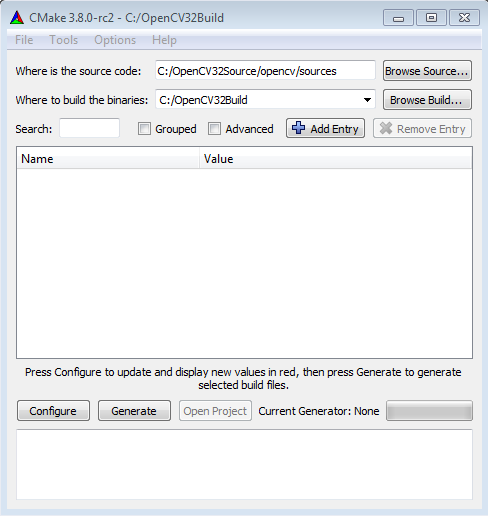 CMake 3.8.0-rc2 - C:/OpenCV32Build
File Tools Options Help
Where is the source code: C:/OpenCV32Source/opencv/sources Browse Source...
Where to build the binaries: C:/OpenCV32Build Browse Build...
Search: Grouped Advanced Add Entry Remove Entry
Name Value
Press Configure to update and display new values in red, then press Generate to generate
selected build files.
Configure Generate Open Project Current Generator: None